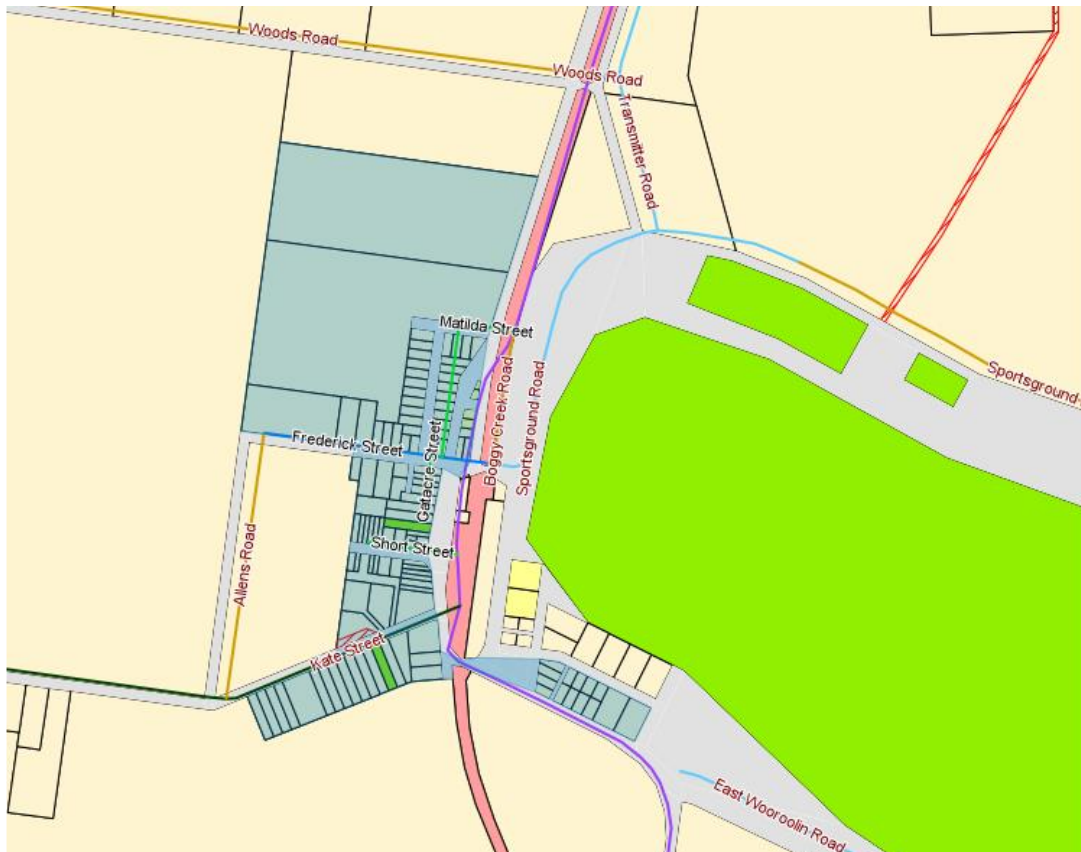 Woods Road
Woods Road
Transmitter Road
Matilda Street
Boggy Creek Road
Sportsground Road
Sportsground
Frederick Street
Gatacre Street
Allens Road
Short Street
Kate Street
East Wooroolin Road